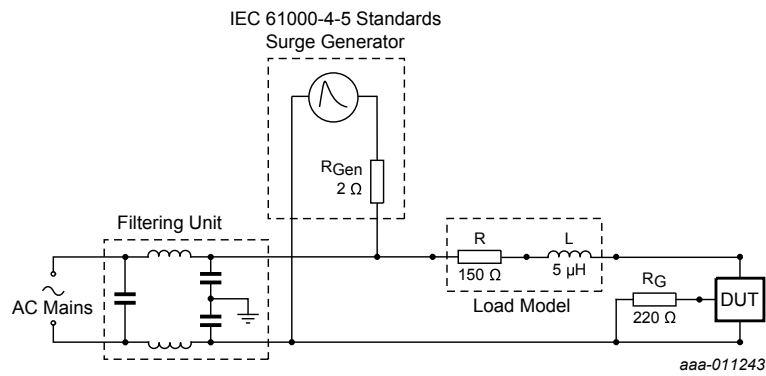 IEC 61000-4-5 Standards
Surge Generator
RGen
2 Ω
Filtering Unit
R
L
150 Ω
5 μH
AC Mains
Load Model
RG
220 Ω
DUT
aaa-011243